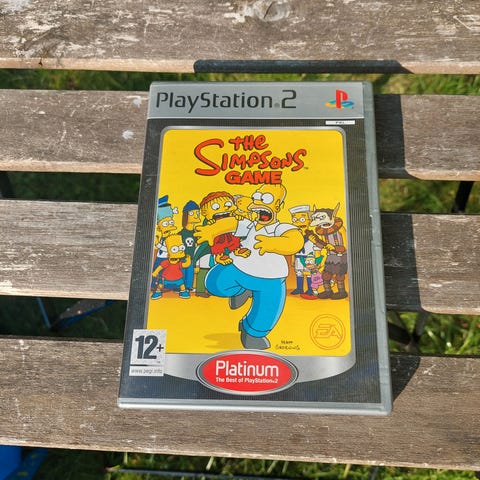 PlayStation.2
PAL
THE
SIMPSONS
GAME
TM
EA
MATT
GROENING
12+
www.pegi.info
Platinum
The Best of PlayStation.2